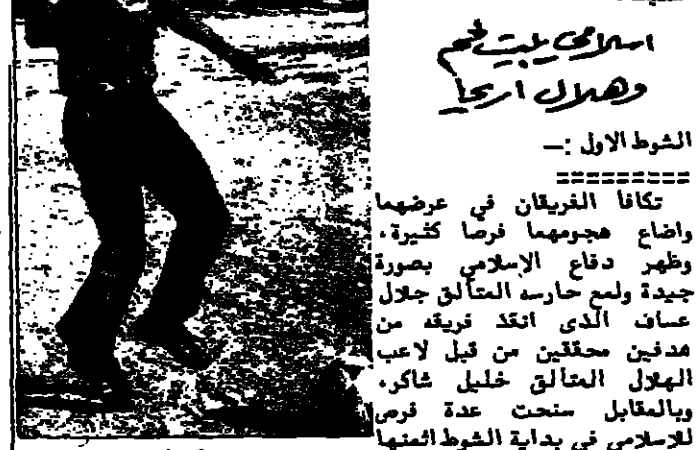 اسلامي بيت لحم
وهلال اريحا
الشوط الاول :—
=========
تكافا الفريقان في عرضهما
واضاع هجومهما فرصا كثيرة،
وظهر دفاع الإسلامي بصورة
جيدة ولمع حارسه المتألق جلال
عساف الذى انقذ فريقه من
هدفين محققين من قبل لاعب
الهلال المتألق خليل شاكر،
وبالمقابل سنحت عدة فرص
للإسلامي في بداية الشوط اثمنها